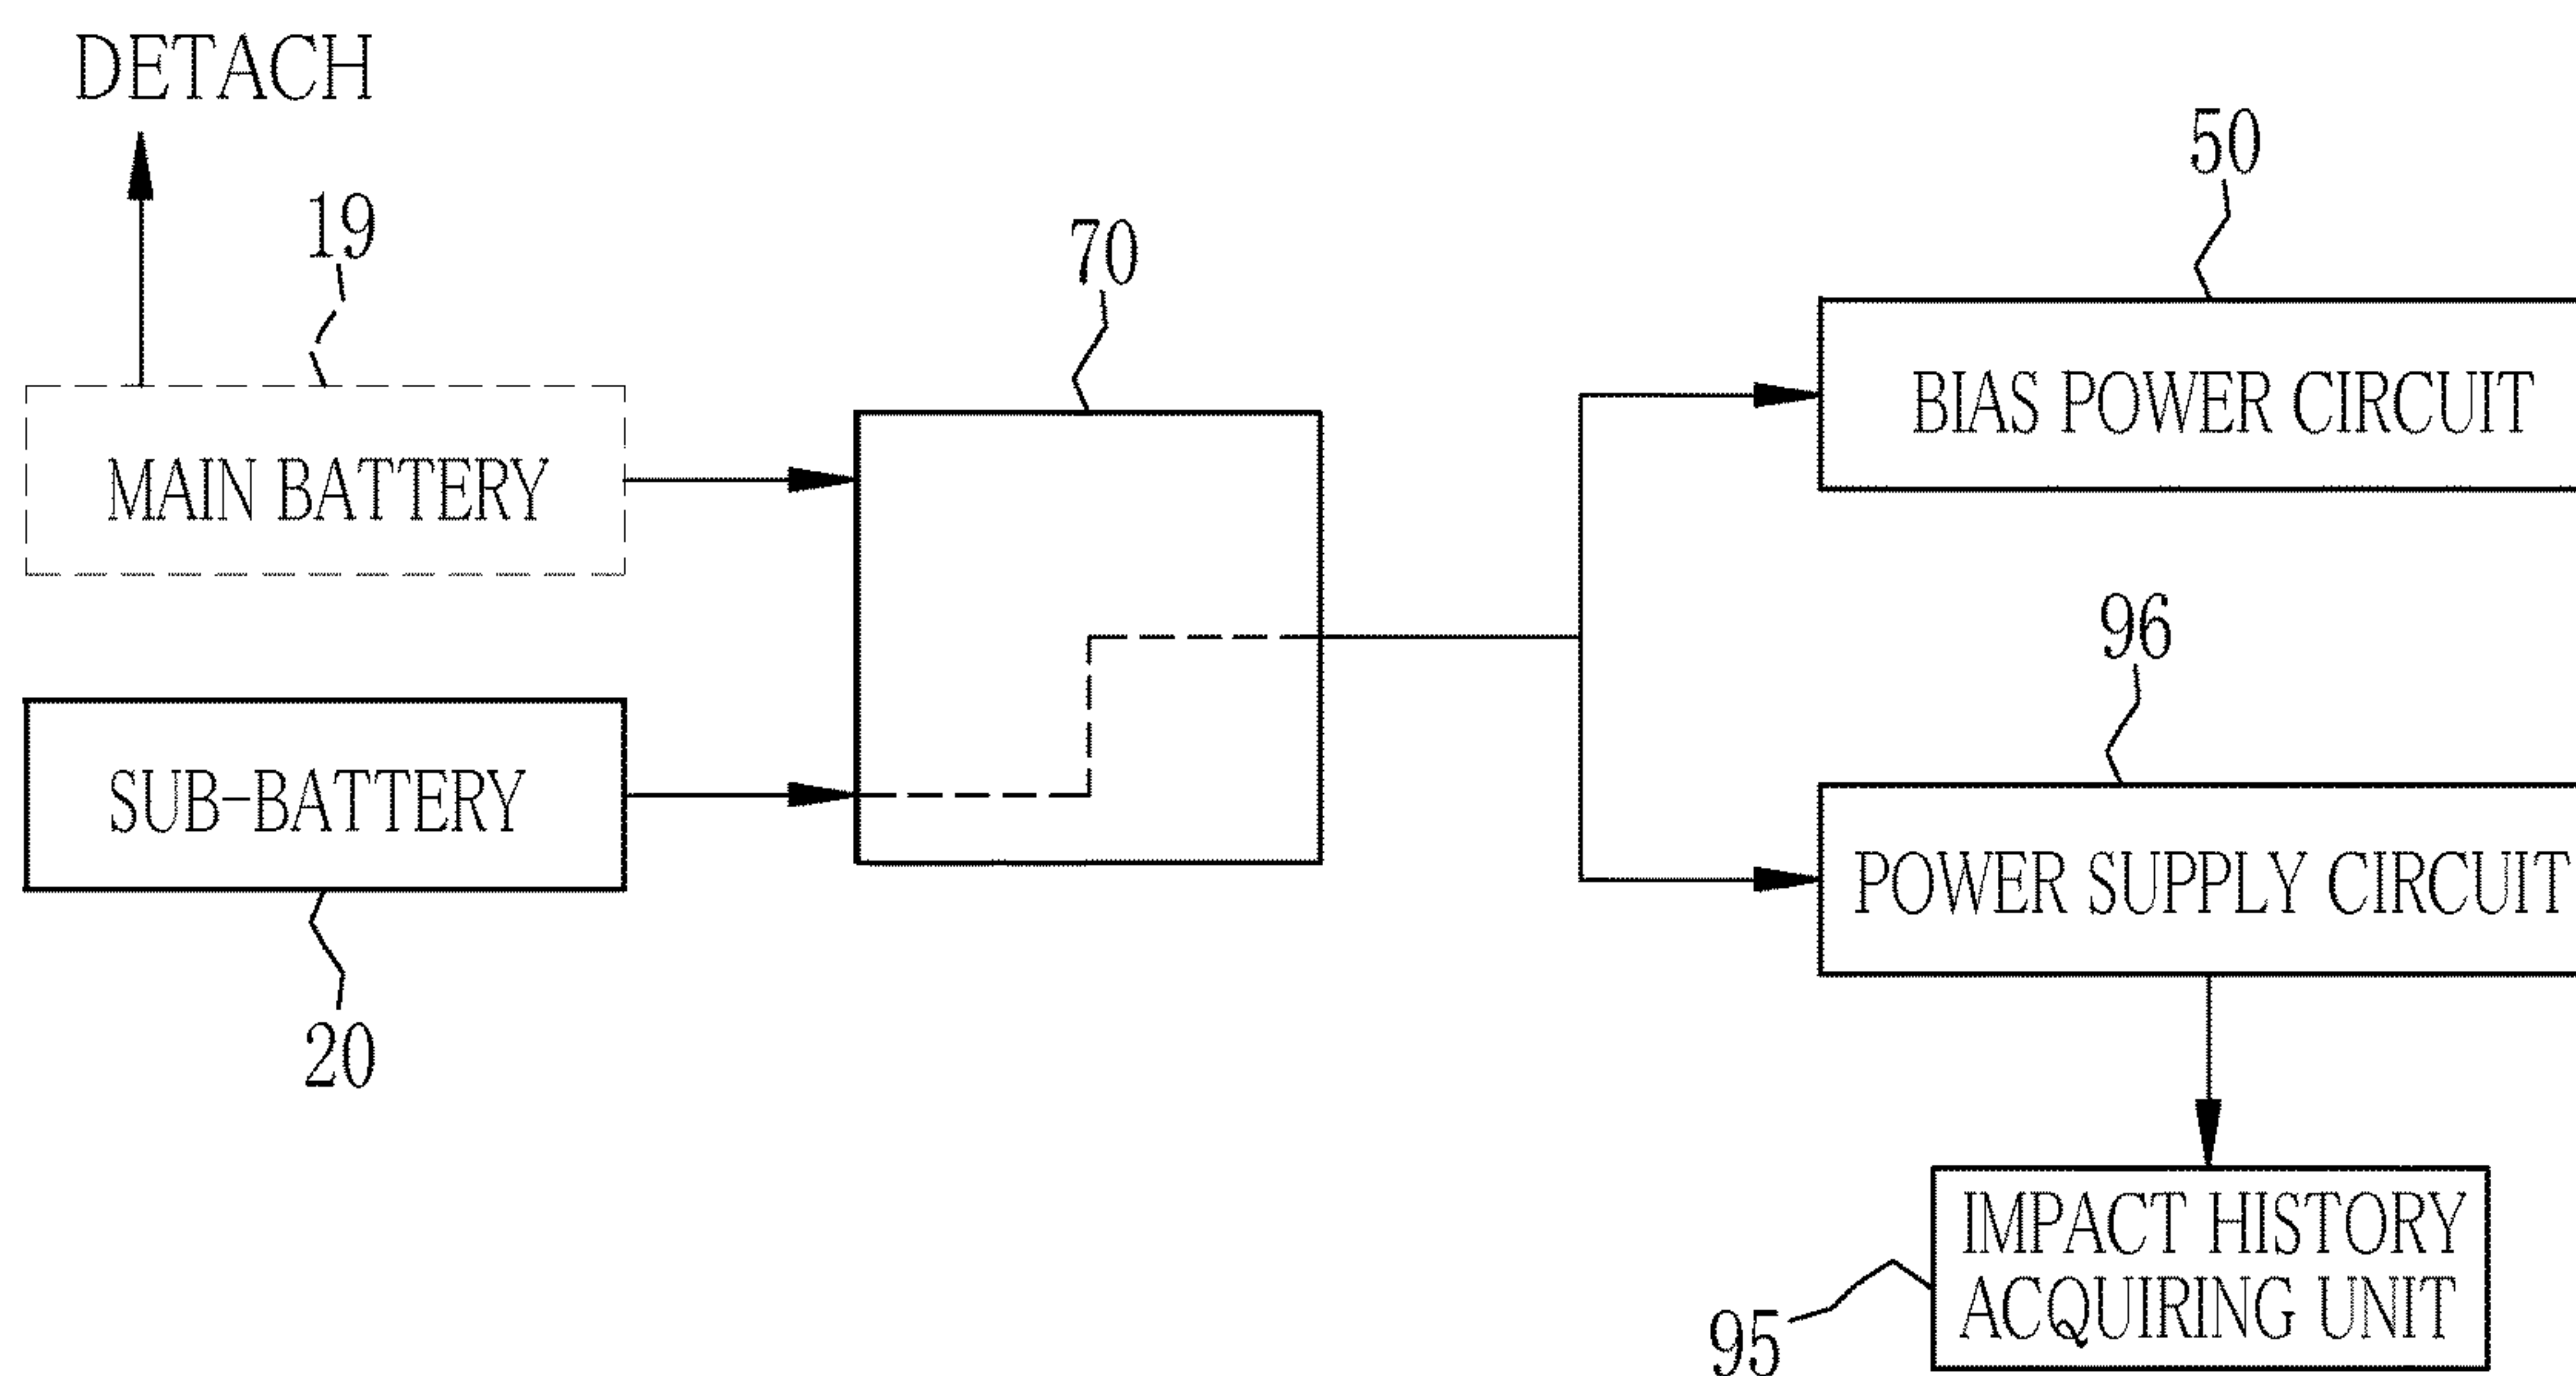 DETACH
19
MAIN BATTERY
SUB-BATTERY
20
70
50
BIAS POWER CIRCUIT
96
POWER SUPPLY CIRCUIT
IMPACT HISTORY
ACQUIRING UNIT
95